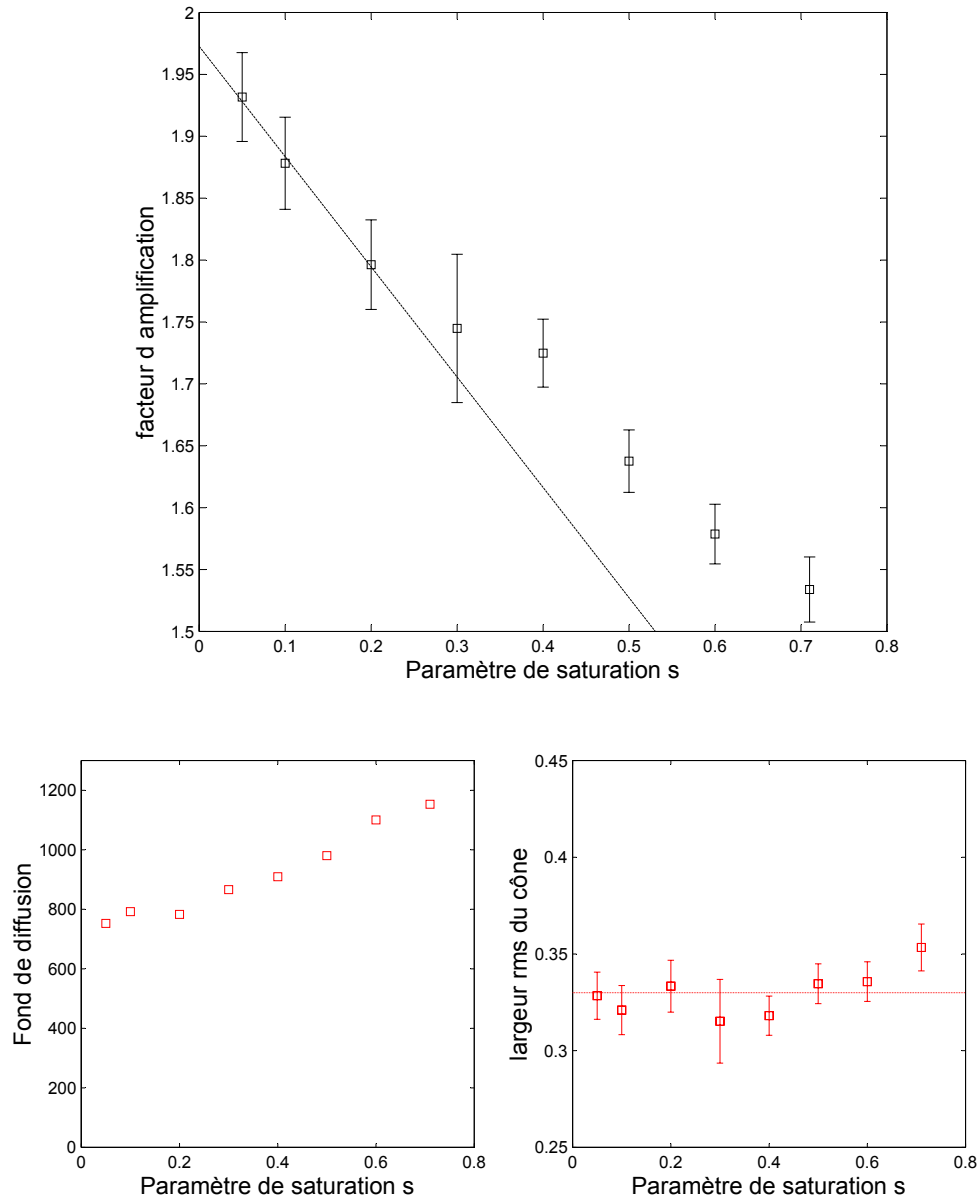 2
1.95
1.9
1.85
1.8
1.75
1.7
1.65
1.6
1.55
1.5
facteur d amplification
0 0.1 0.2 0.3 0.4 0.5 0.6 0.7 0.8
Paramètre de saturation s
1200
1000
800
600
400
200
0
Fond de diffusion
0 0.2 0.4 0.6 0.8
Paramètre de saturation s
0.45
0.4
0.35
0.3
0.25
largeur rms du cône
0 0.2 0.4 0.6 0.8
Paramètre de saturation s